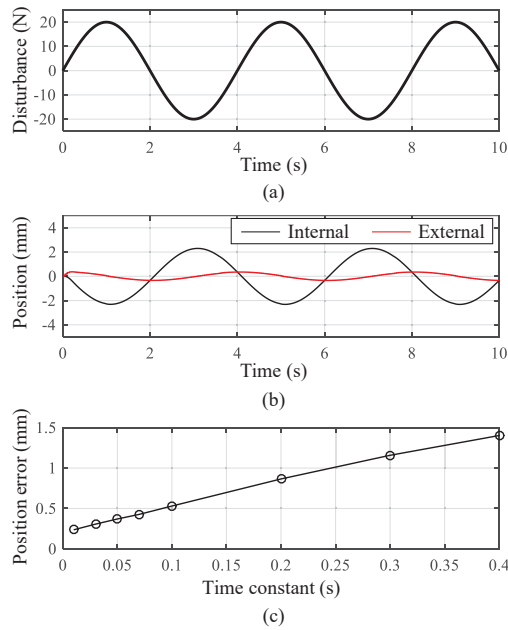 Disturbance (N)
20
10
0
-10
-20
0 2 4 6 8 10
Time (s)
(a)
Position (mm)
4
2
0
-2
-4
Internal External
0 2 4 6 8 10
Time (s)
(b)
Position error (mm)
1.5
1
0.5
0
0 0.05 0.1 0.15 0.2 0.25 0.3 0.35 0.4
Time constant (s)
(c)